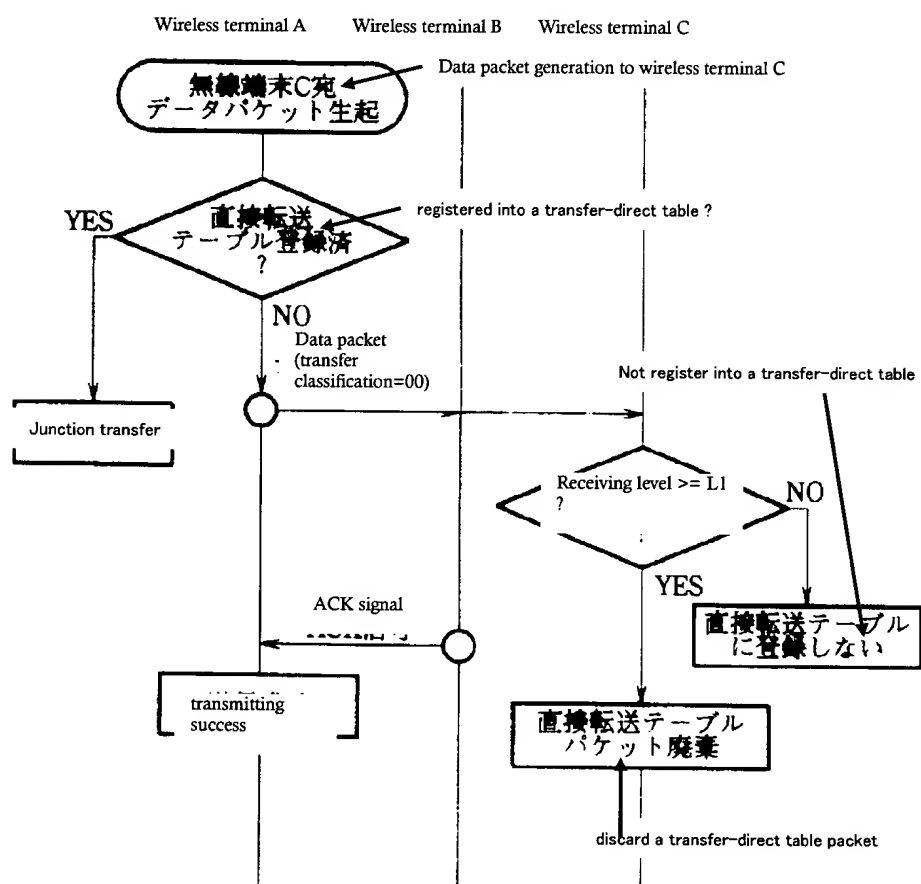 Wireless terminal A Wireless terminal B Wireless terminal C
無線端末C宛
データパケット生起
Data packet generation to wireless terminal C
直接転送
テーブル登録済
?
registered into a transfer-direct table ?
YES
NO
Data packet
(transfer
classification=00)
Not register into a transfer-direct table
Junction transfer
Receiving level >= L1
?
NO
YES
ACK signal
直接転送テーブル
に登録しない
transmitting
success
直接転送テーブル
パケット廃棄
discard a transfer-direct table packet